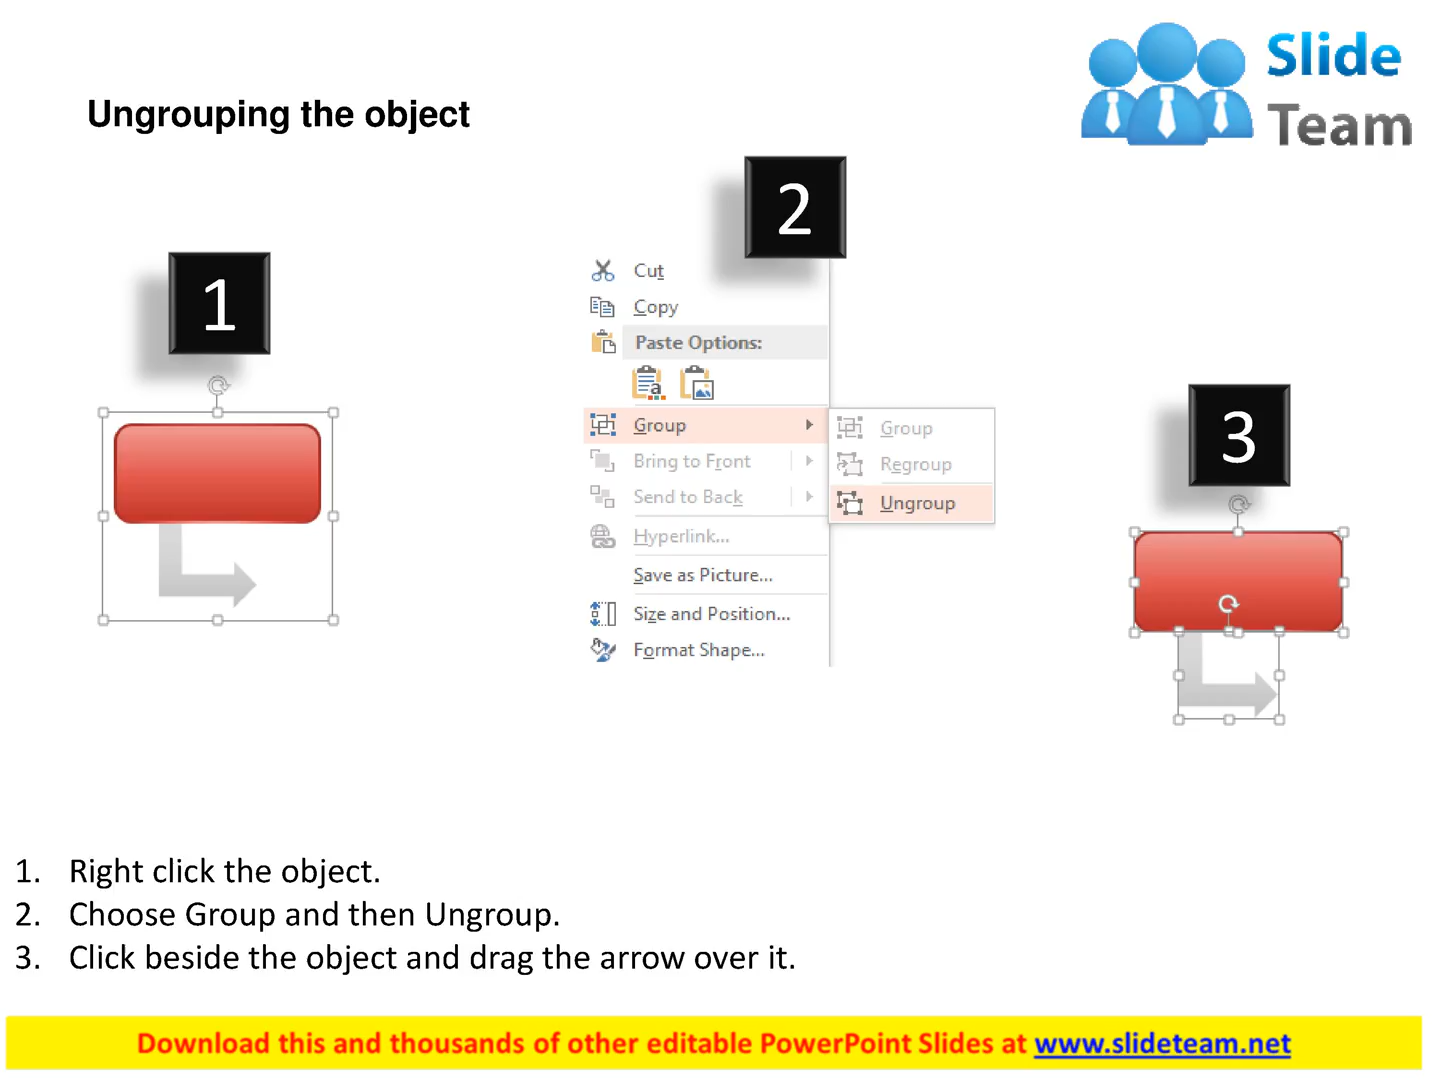 Slide
Team
Ungrouping the object
1
2
3
Cut
Copy
Paste Options:
Group
Bring to Front
Send to Back
Hyperlink...
Save as Picture...
Size and Position...
Format Shape...
Group
Regroup
Ungroup
1. Right click the object.
2. Choose Group and then Ungroup.
3. Click beside the object and drag the arrow over it.
Download this and thousands of other editable PowerPoint Slides at www.slideteam.net